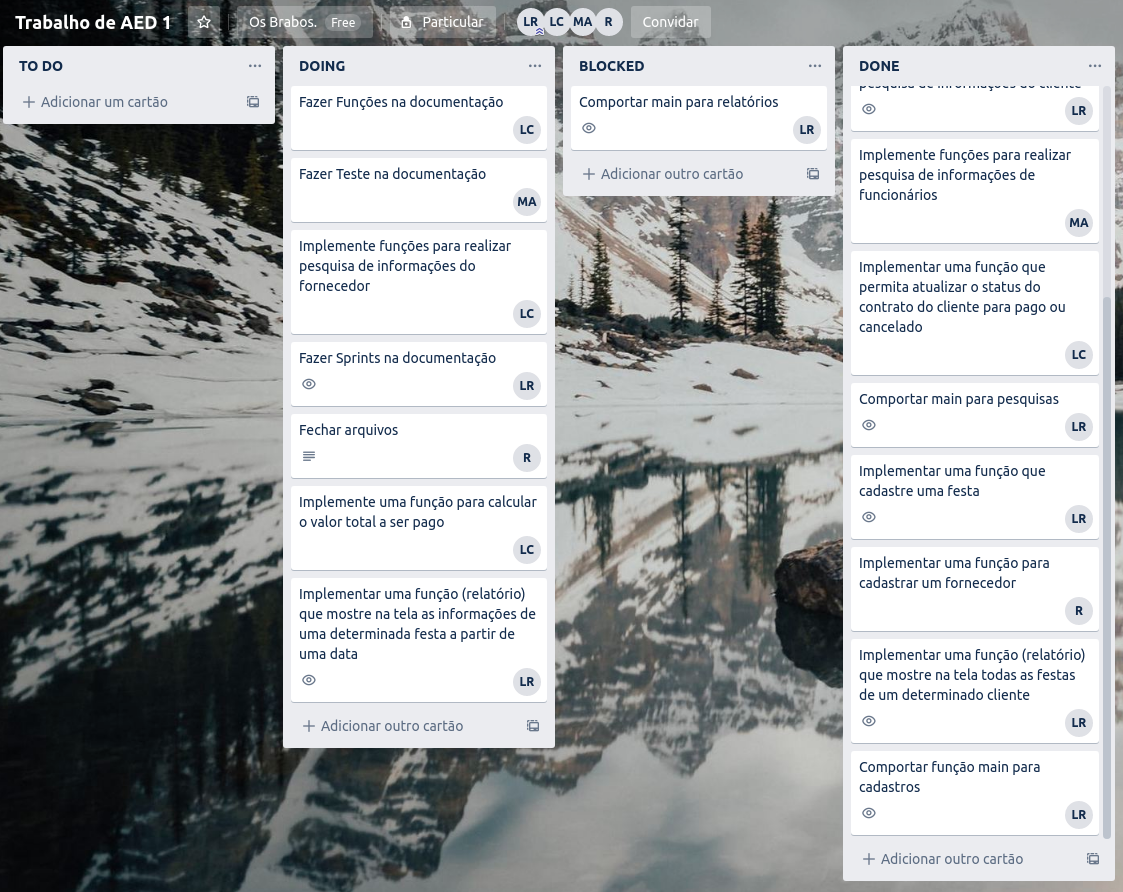 Trabalho de AED 1
Os Brabos. Free
Particular
LR LC MA R
Convidar
TO DO
Adicionar um cartão
DOING
Fazer Funções na documentação
LC
Fazer Teste na documentação
MA
Implemente funções para realizar
pesquisa de informações do
fornecedor
LC
Fazer Sprints na documentação
LR
Fechar arquivos
R
Implemente uma função para calcular
o valor total a ser pago
LC
Implementar uma função (relatório)
que mostre na tela as informações de
uma determinada festa a partir de
uma data
LR
Adicionar outro cartão
BLOCKED
Comportar main para relatórios
LR
Adicionar outro cartão
DONE
pesquisa de informações do cliente
LR
Implemente funções para realizar
pesquisa de informações de
funcionários
MA
Implementar uma função que
permita atualizar o status do
contrato do cliente para pago ou
cancelado
LC
Comportar main para pesquisas
LR
Implementar uma função que
cadastre uma festa
LR
Implementar uma função para
cadastrar um fornecedor
R
Implementar uma função (relatório)
que mostre na tela todas as festas
de um determinado cliente
LR
Comportar função main para
cadastros
LR
Adicionar outro cartão